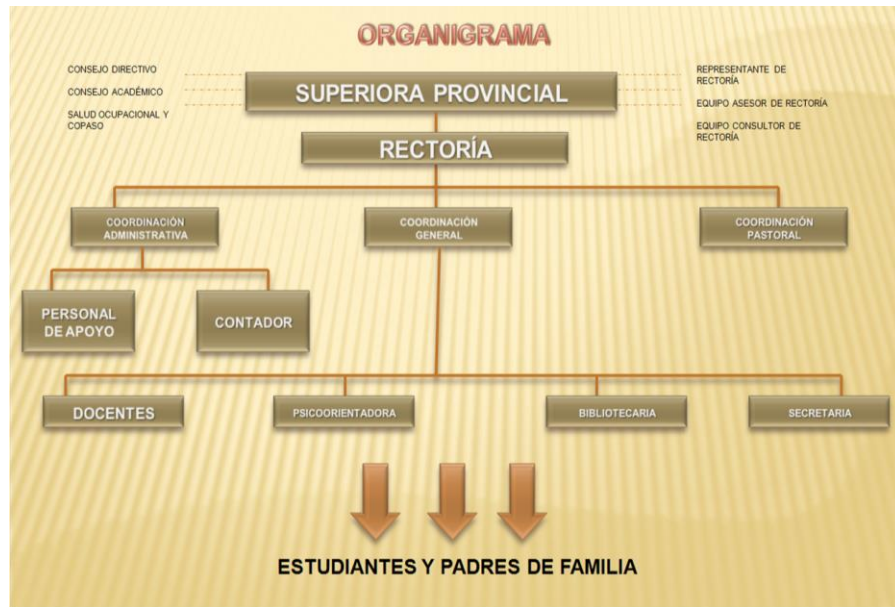 ORGANIGRAMA
CONSEJO DIRECTIVO
CONSEJO ACADÉMICO
SALUD OCUPACIONAL Y
COPASO
SUPERIORA PROVINCIAL
REPRESENTANTE DE
RECTORÍA
EQUIPO ASESOR DE RECTORÍA
EQUIPO CONSULTOR DE
RECTORÍA
RECTORÍA
COORDINACIÓN
ADMINISTRATIVA
COORDINACIÓN
GENERAL
COORDINACIÓN
PASTORAL
PERSONAL
DE APOYO
CONTADOR
DOCENTES
PSICOORIENTADORA
BIBLIOTECARIA
SECRETARIA
ESTUDIANTES Y PADRES DE FAMILIA